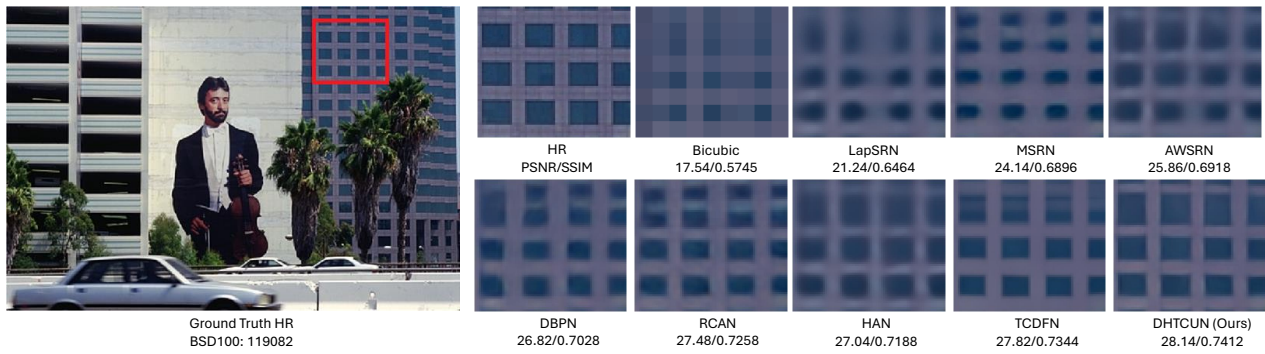 HR
PSNR/SSIM
Bicubic
17.54/0.5745
LapSRN
21.24/0.6464
MSRN
24.14/0.6896
AWSRN
25.86/0.6918
Ground Truth HR
BSD100: 119082
DBPN
26.82/0.7028
RCAN
27.48/0.7258
HAN
27.04/0.7188
TCDFN
27.82/0.7344
DHTCUN (Ours)
28.14/0.7412